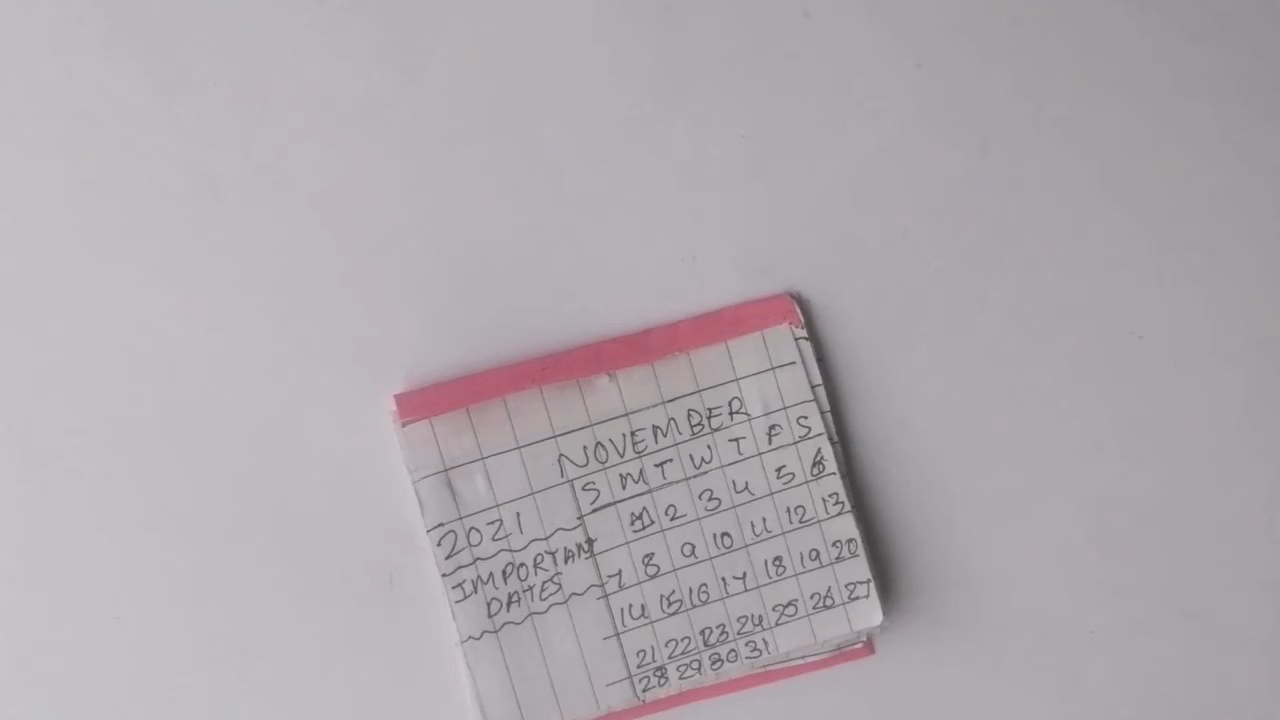 NOVEMBER
S M T W T F S
1 2 3 4 5 6
7 8 9 10 11 12 13
14 15 16 17 18 19 20
21 22 23 24 25 26 27
28 29 30 31
2021
IMPORTANT
DATES